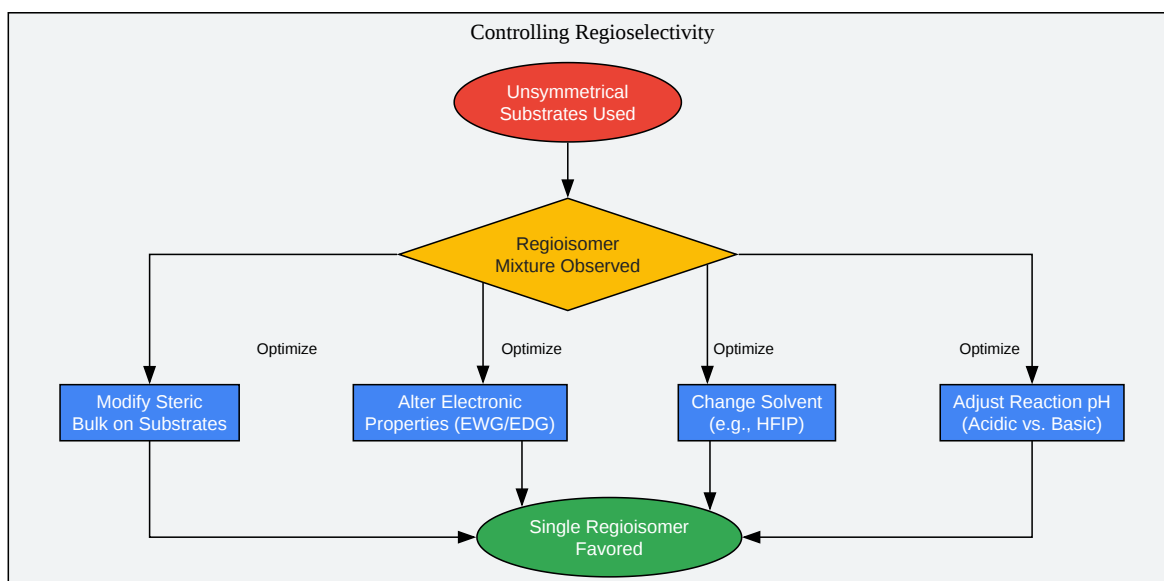 Controlling Regioselectivity
Unsymmetrical
Substrates Used
Regioisomer
Mixture Observed
Optimize
Optimize
Optimize
Optimize
Modify Steric
Bulk on Substrates
Alter Electronic
Properties (EWG/EDG)
Change Solvent
(e.g., HFIP)
Adjust Reaction pH
(Acidic vs. Basic)
Single Regioisomer
Favored